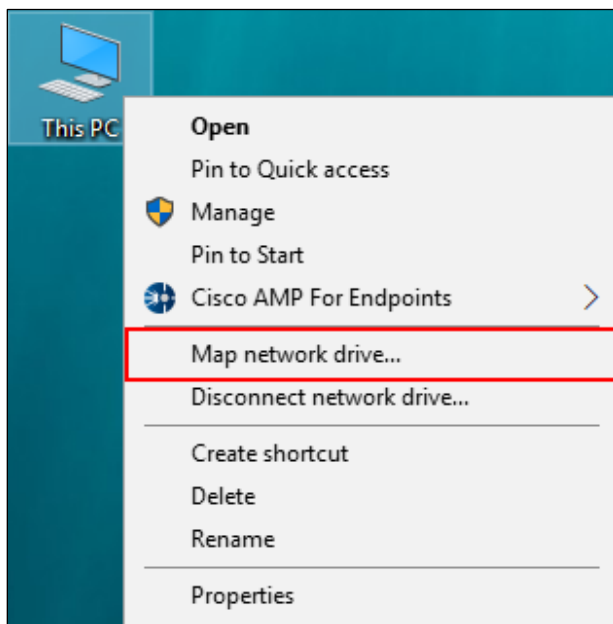 This PC
Open
Pin to Quick access
Manage
Pin to Start
Cisco AMP For Endpoints
Map network drive...
Disconnect network drive...
Create shortcut
Delete
Rename
Properties